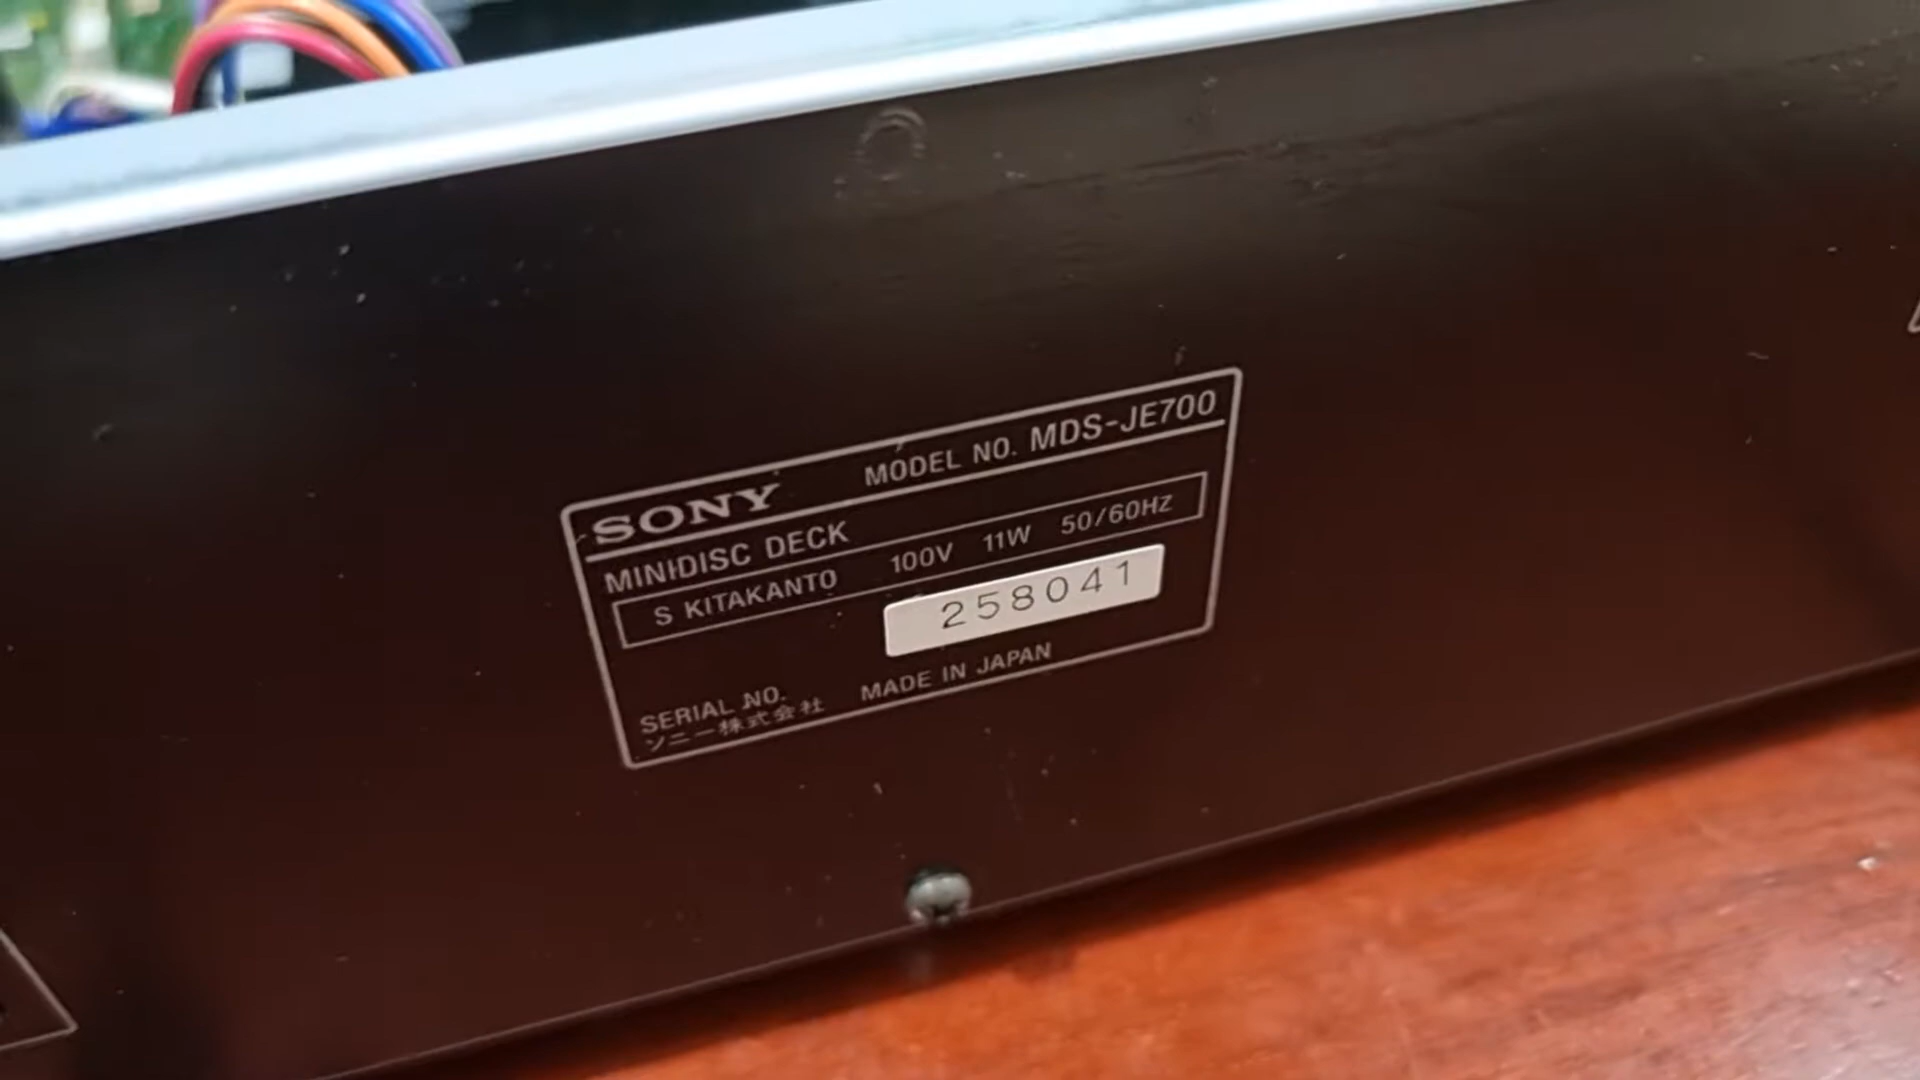 SONY MODEL NO. MDS-JE700
MINIDISC DECK
S KITAKANTO 100V 11W 50/60Hz
258041
SERIAL NO.
ソニー株式会社 MADE IN JAPAN